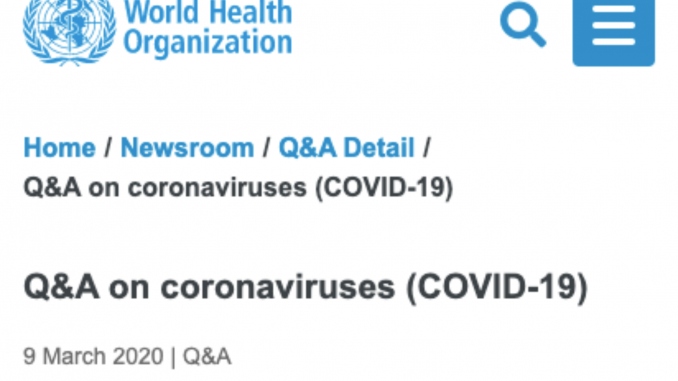 World Health
Organization
Home / Newsroom / Q&A Detail /
Q&A on coronaviruses (COVID-19)
Q&A on coronaviruses (COVID-19)
9 March 2020 | Q&A